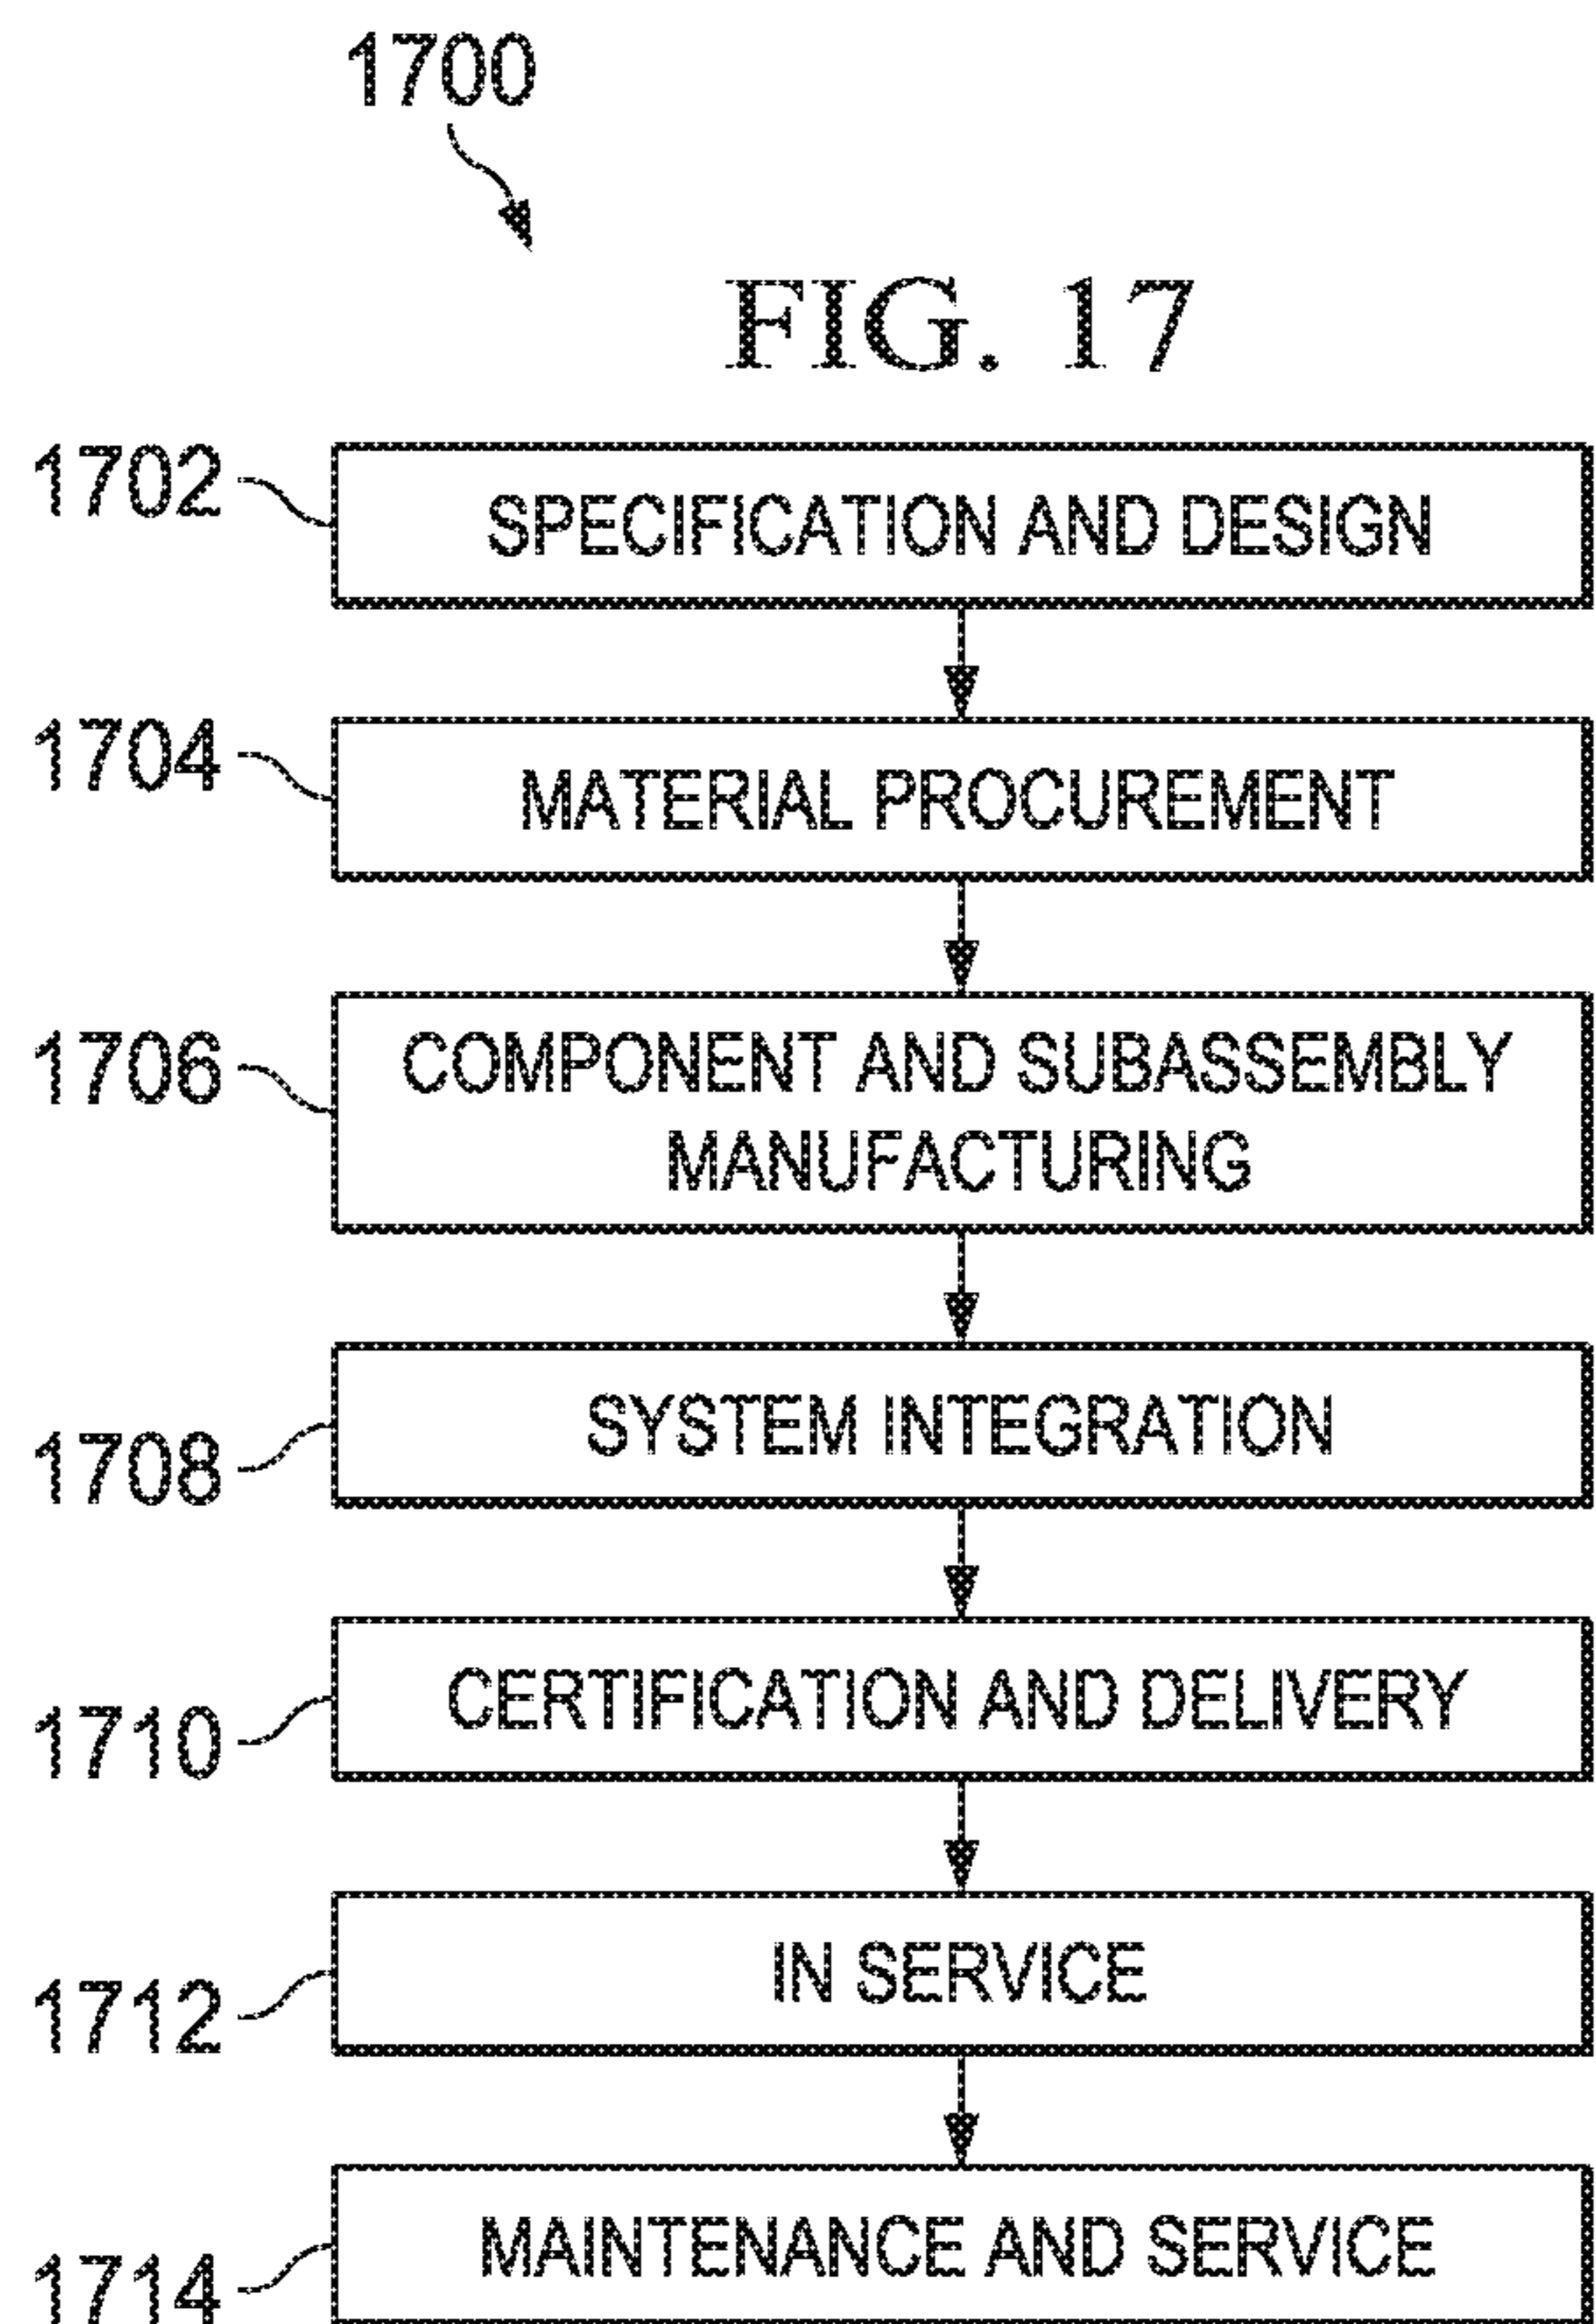 1700
FIG. 17
1702
SPECIFICATION AND DESIGN
1704
MATERIAL PROCUREMENT
1706
COMPONENT AND SUBASSEMBLY
MANUFACTURING
1708
SYSTEM INTEGRATION
1710
CERTIFICATION AND DELIVERY
1712
IN SERVICE
1714
MAINTENANCE AND SERVICE